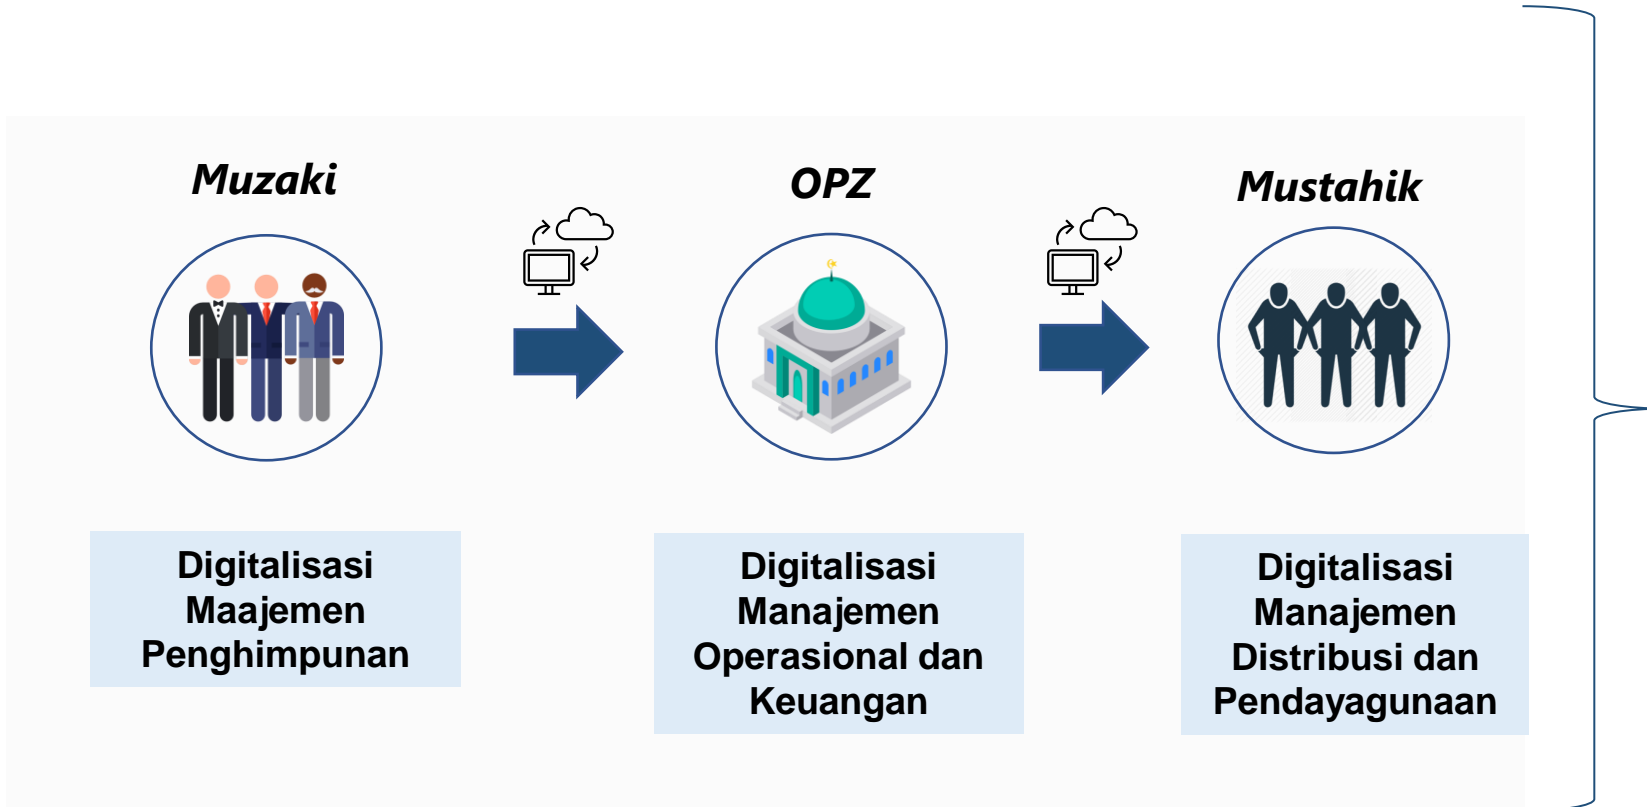 Muzaki
OPZ
Mustahik
Digitalisasi
Maajemen
Penghimpunan
Digitalisasi
Manajemen
Operasional dan
Keuangan
Digitalisasi
Manajemen
Distribusi dan
Pendayagunaan